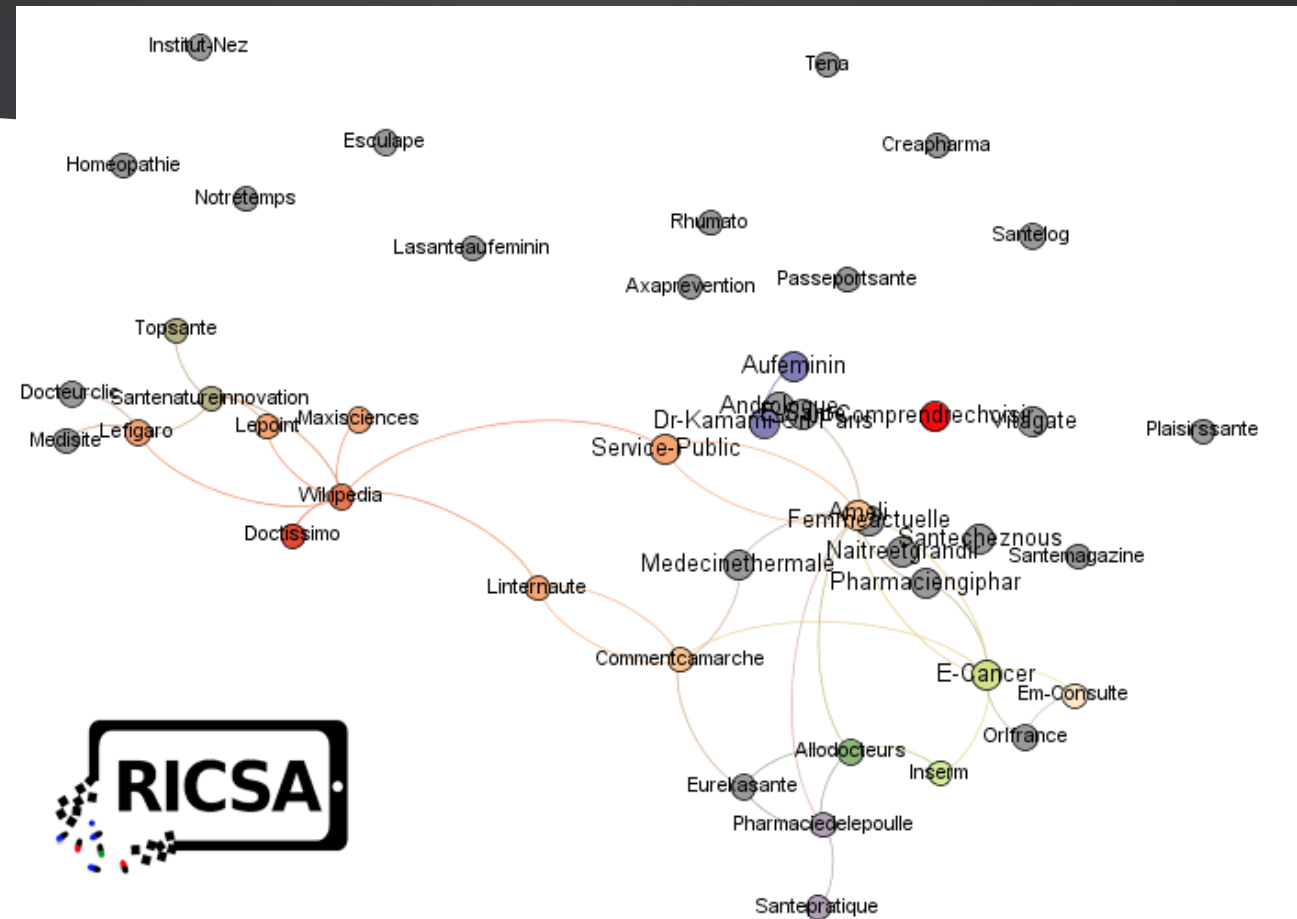 Institut-Nez
Tena
Esculape
Creapharma
Homeopathie
Notretemps
Rhumato
Santelog
Lasanteaufeminin
Passeportsante
Axaprevention
Topsante
Aufeminin
Docteurclic
Santenatureinnovation
Andrologue
Maxisciences
Lepoint
Dr-Kamami
Paris
Comprendrechoisir
Vitagate
Plaisirssante
Medisite
Lefigaro
Service-Public
Wikipedia
Ameli
Femmeactuelle
Doctissimo
Santecheznous
Naitreetgrandir
Santemagazine
Medecinethermale
Pharmaciengiphar
Linternaute
Commentcamarche
E-Cancer
Em-Consulte
Orlfrance
Allodocteurs
Inserm
Eurekasante
RICSA
Pharmaciedelepoulle
Santepratique